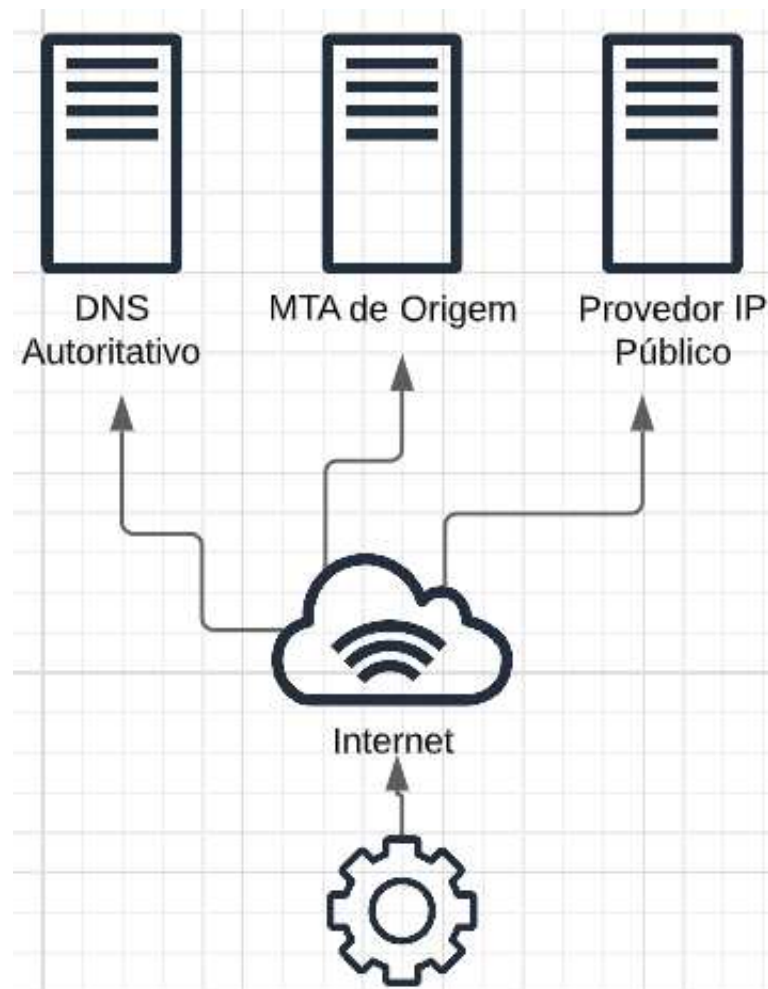 DNS
Autoritativo
MTA de Origem
Provedor IP
Público
Internet